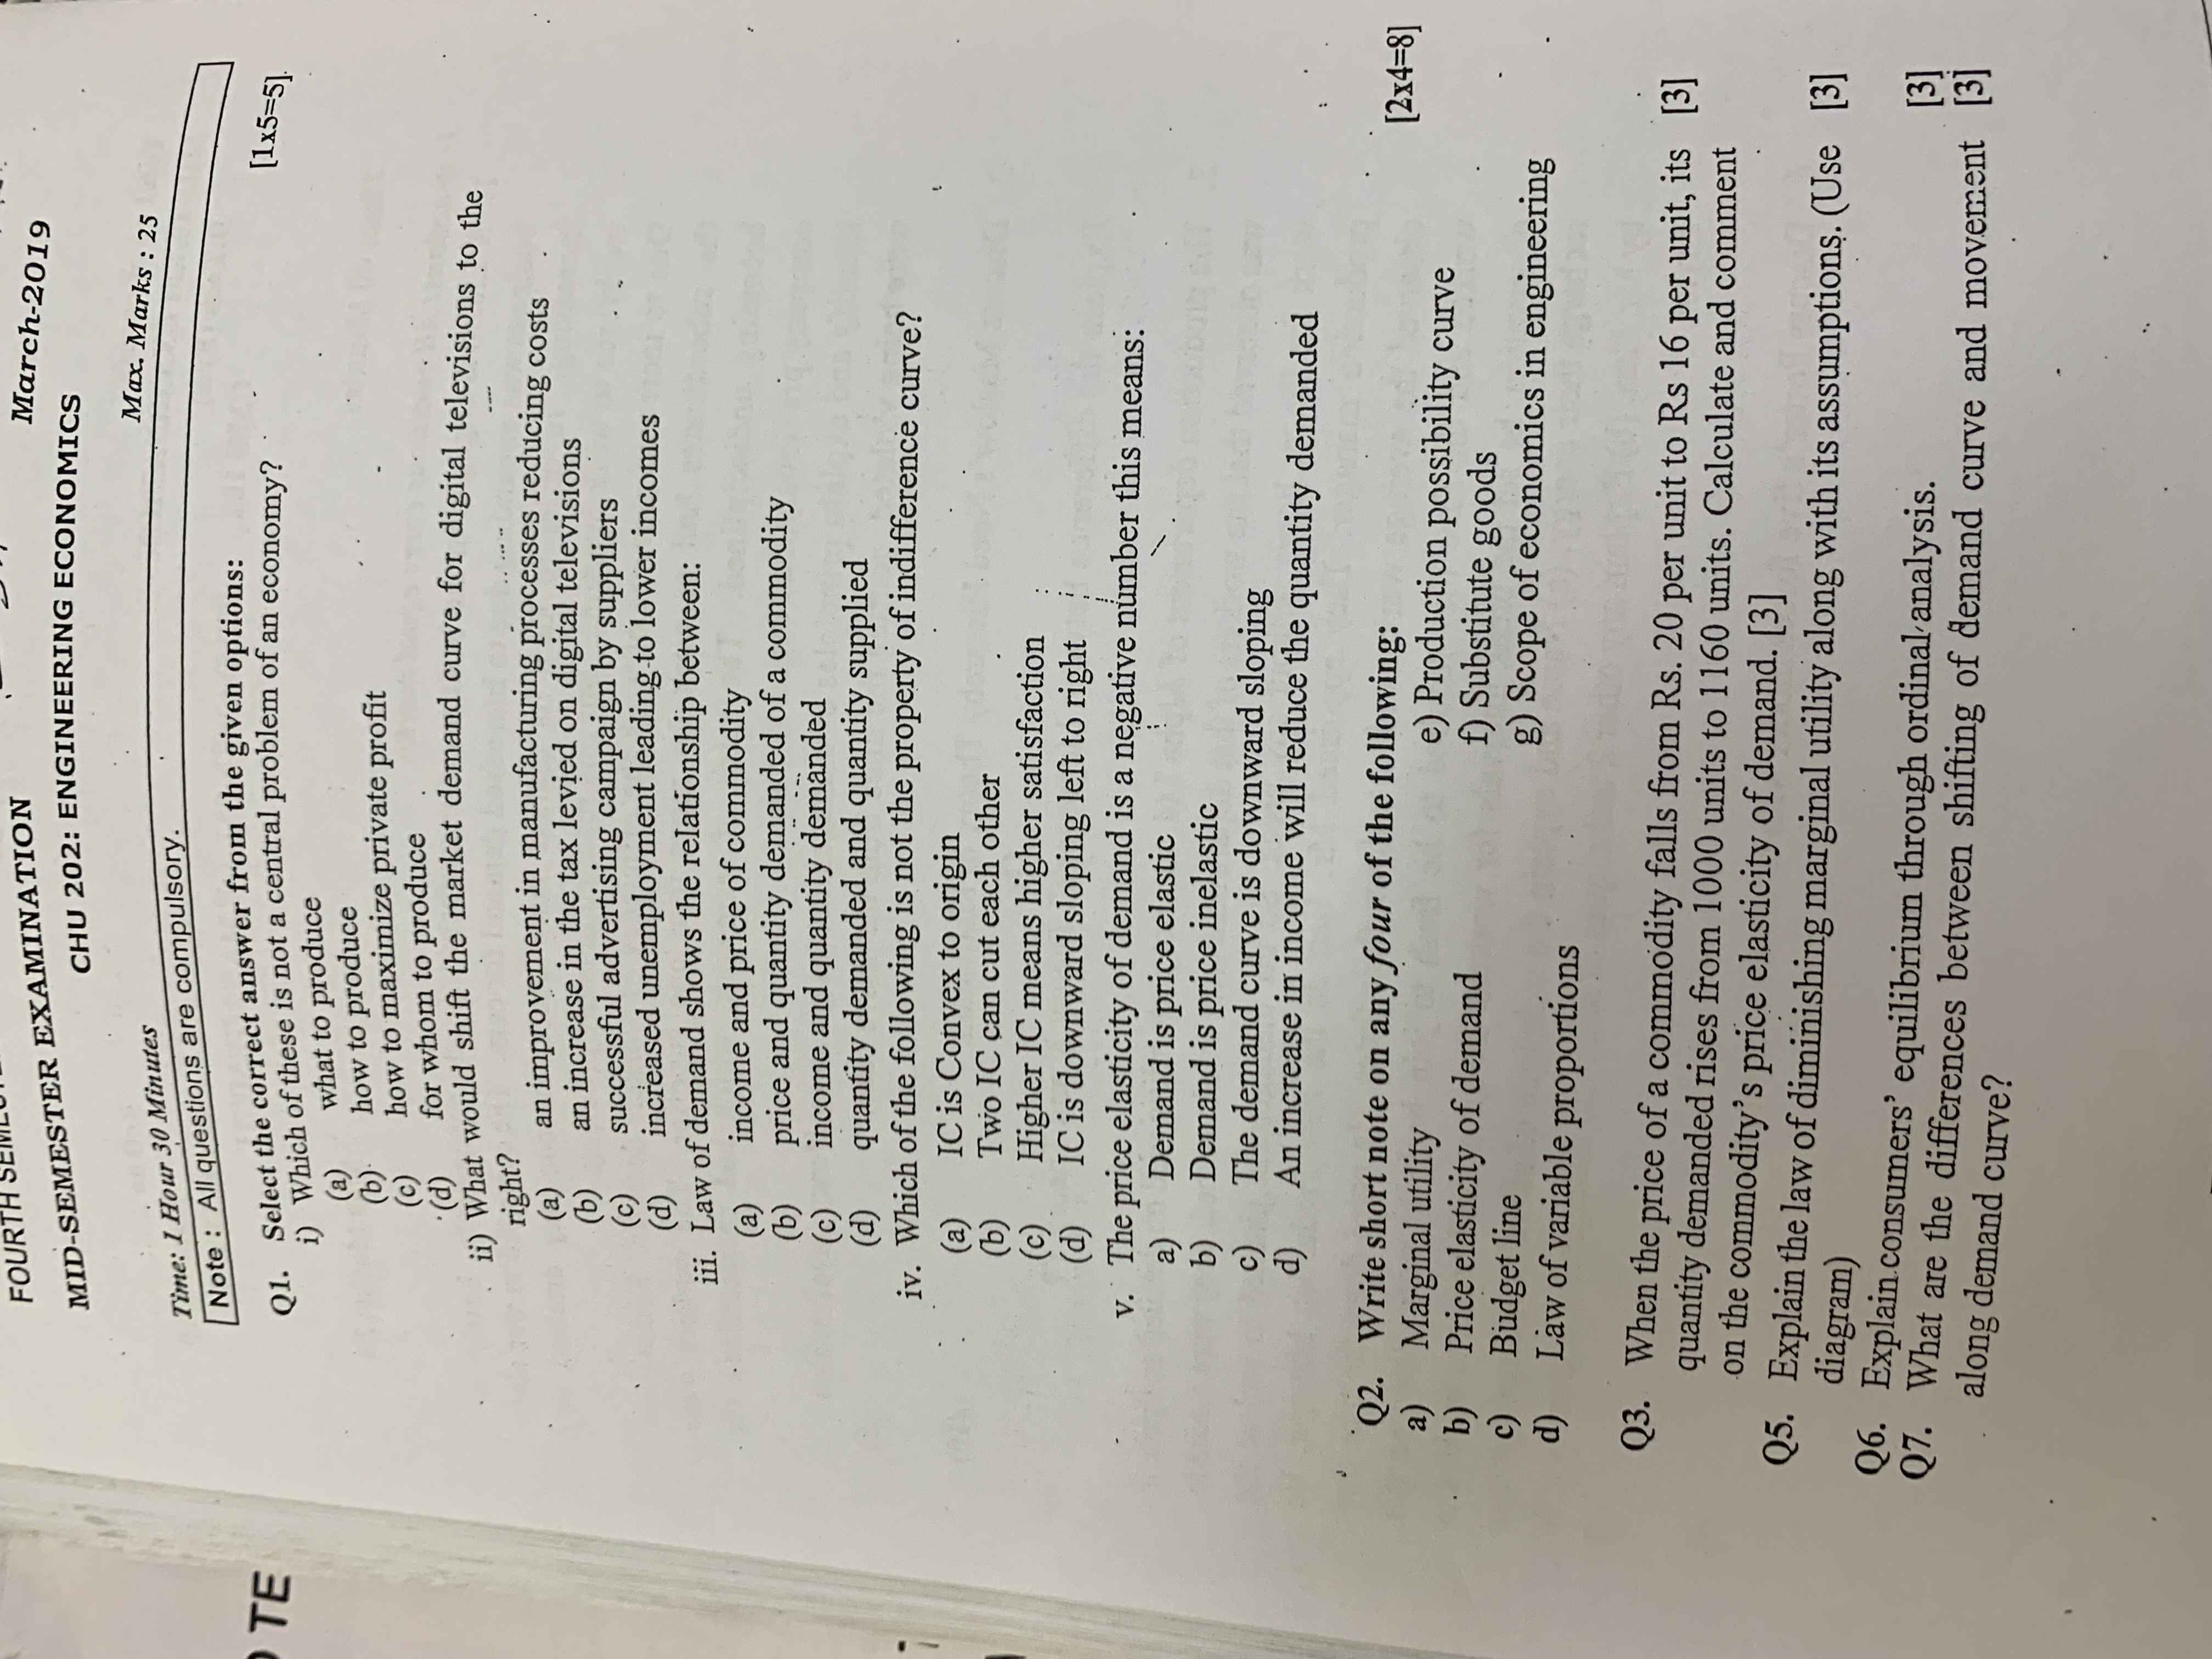 FOURTH
MID-SEMESTER EXAMINATION
March-2019
CHU 202: ENGINEERING ECONOMICS
Time: 1 Hour 30 Minutes
Max. Marks : 25
Note : All questions are compulsory.
TE
Q1. Select the correct answer from the given options: [1x5=5]
i) Which of these is not a central problem of an economy?
(a) what to produce
(b) how to produce
(c) how to maximize private profit
(d) for whom to produce
ii) What would shift the market demand curve for digital televisions to the
right?
(a) an improvement in manufacturing processes reducing costs
(b) an increase in the tax levied on digital televisions
(c) successful advertising campaign by suppliers
(d) increased unemployment leading to lower incomes
iii. Law of demand shows the relationship between:
(a) income and price of commodity
(b) price and quantity demanded of a commodity
(c) income and quantity demanded
(d) quantity demanded and quantity supplied
iv. Which of the following is not the property of indifference curve?
(a) IC is Convex to origin
(b) Two IC can cut each other
(c) Higher IC means higher satisfaction
(d) IC is downward sloping left to right
v. The price elasticity of demand is a negative number this means:
a) Demand is price elastic
b) Demand is price inelastic
c) The demand curve is downward sloping
d) An increase in income will reduce the quantity demanded
Q2. Write short note on any four of the following: [2x4=8]
a) Marginal utility e) Production possibility curve
b) Price elasticity of demand f) Substitute goods
c) Budget line g) Scope of economics in engineering
d) Law of variable proportions
Q3. When the price of a commodity falls from Rs. 20 per unit to Rs 16 per unit, its [3]
quantity demanded rises from 1000 units to 1160 units. Calculate and comment
on the commodity's price elasticity of demand. [3]
Q5. Explain the law of diminishing marginal utility along with its assumptions. (Use [3]
diagram)
Q6. Explain consumers' equilibrium through ordinal analysis. [3]
Q7. What are the differences between shifting of demand curve and movement [3]
along demand curve?